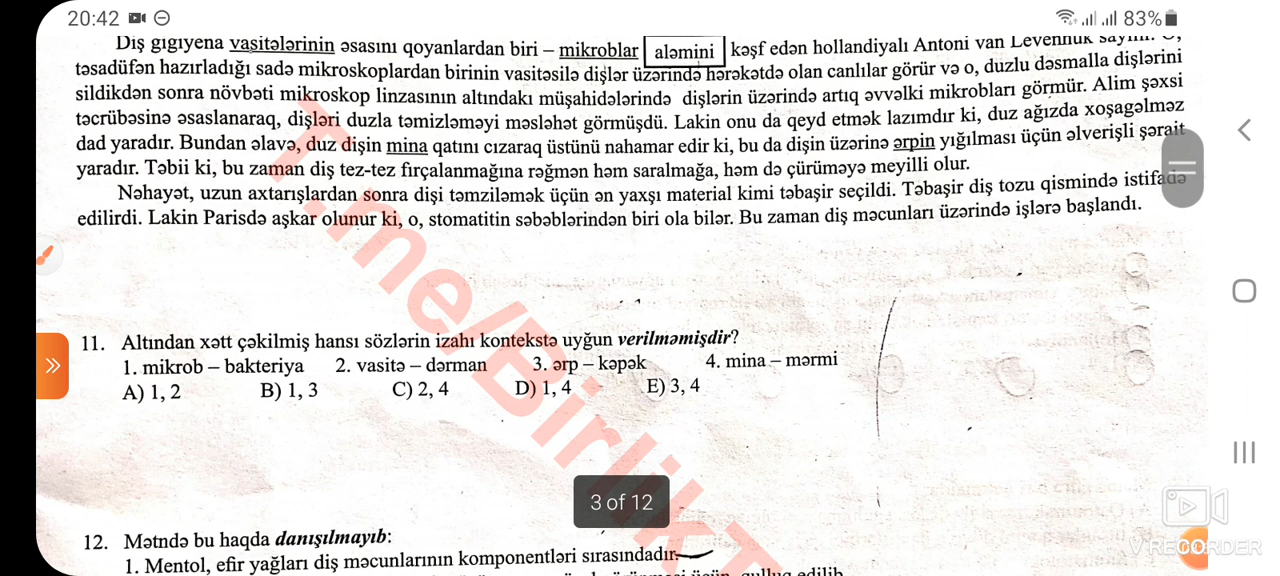 20:42 83%
Diş gigiyena vasitələrinin əsasını qoyanlardan biri – mikroblar aləmini kəşf edən hollandiyalı Antoni van Levenhuk sayılır. O,
təsadüfən hazırladığı sadə mikroskoplardan birinin vasitəsilə dişlər üzərində hərəkətdə olan canlılar görür və o, duzlu dəsmalla dişlərini
sildikdən sonra növbəti mikroskop linzasının altındakı müşahidələrində dişlərin üzərində artıq əvvəlki mikrobları görmür. Alim şəxsi
təcrübəsinə əsaslanaraq, dişləri duzla təmizləməyi məsləhət görmüşdü. Lakin onu da qeyd etmək lazımdır ki, duz ağızda xoşagəlməz
dad yaradır. Bundan əlavə, duz dişin mina qatını cızaraq üstünü nahamar edir ki, bu da dişin üzərinə ərpin yığılması üçün əlverişli şərait
yaradır. Təbii ki, bu zaman diş tez-tez fırçalanmağına rəğmən həm saralmağa, həm də çürüməyə meyilli olur.
Nəhayət, uzun axtarışlardan sonra dişi təmziləmək üçün ən yaxşı material kimi təbaşir seçildi. Təbaşir diş tozu qismində istifadə
edilirdi. Lakin Parisdə aşkar olunur ki, o, stomatitin səbəblərindən biri ola bilər. Bu zaman diş məcunları üzərində işlərə başlandı.
T.me/BirlikT
11. Altından xətt çəkilmiş hansı sözlərin izahı kontekstə uyğun verilməmişdir?
1. mikrob – bakteriya 2. vasitə – dərman 3. ərp – kəpək 4. mina – mərmi
A) 1, 2 B) 1, 3 C) 2, 4 D) 1, 4 E) 3, 4
3 of 12
12. Mətndə bu haqda danışılmayıb:
1. Mentol, efir yağları diş məcunlarının komponentləri sırasındadır.
üçün qulluq edilib
V RECORDER